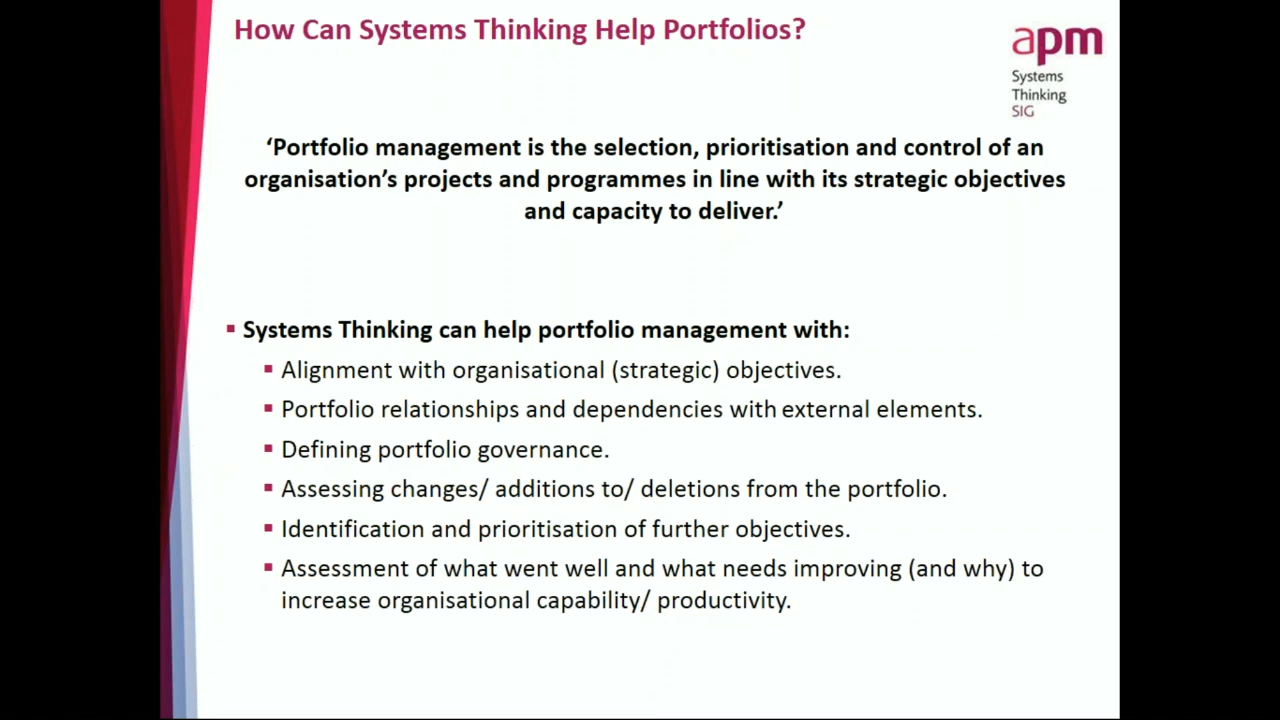 How Can Systems Thinking Help Portfolios?
apm
Systems
Thinking
SIG
‘Portfolio management is the selection, prioritisation and control of an
organisation’s projects and programmes in line with its strategic objectives
and capacity to deliver.’
Systems Thinking can help portfolio management with:
Alignment with organisational (strategic) objectives.
Portfolio relationships and dependencies with external elements.
Defining portfolio governance.
Assessing changes/ additions to/ deletions from the portfolio.
Identification and prioritisation of further objectives.
Assessment of what went well and what needs improving (and why) to
increase organisational capability/ productivity.